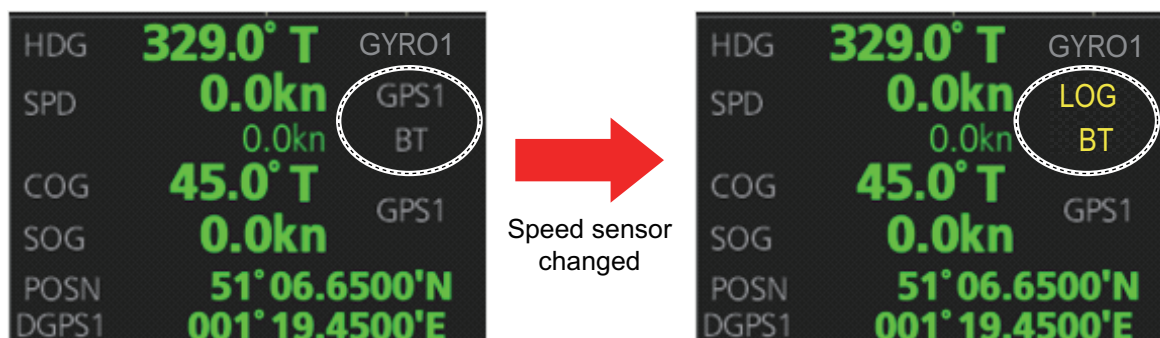 HDG 329.0° T GYRO1
SPD 0.0kn GPS1
0.0kn BT
COG 45.0° T GPS1
SOG 0.0kn
POSN 51° 06.6500'N
DGPS1 001° 19.4500'E
Speed sensor
changed
HDG 329.0° T GYRO1
SPD 0.0kn LOG
0.0kn BT
COG 45.0° T GPS1
SOG 0.0kn
POSN 51° 06.6500'N
DGPS1 001° 19.4500'E